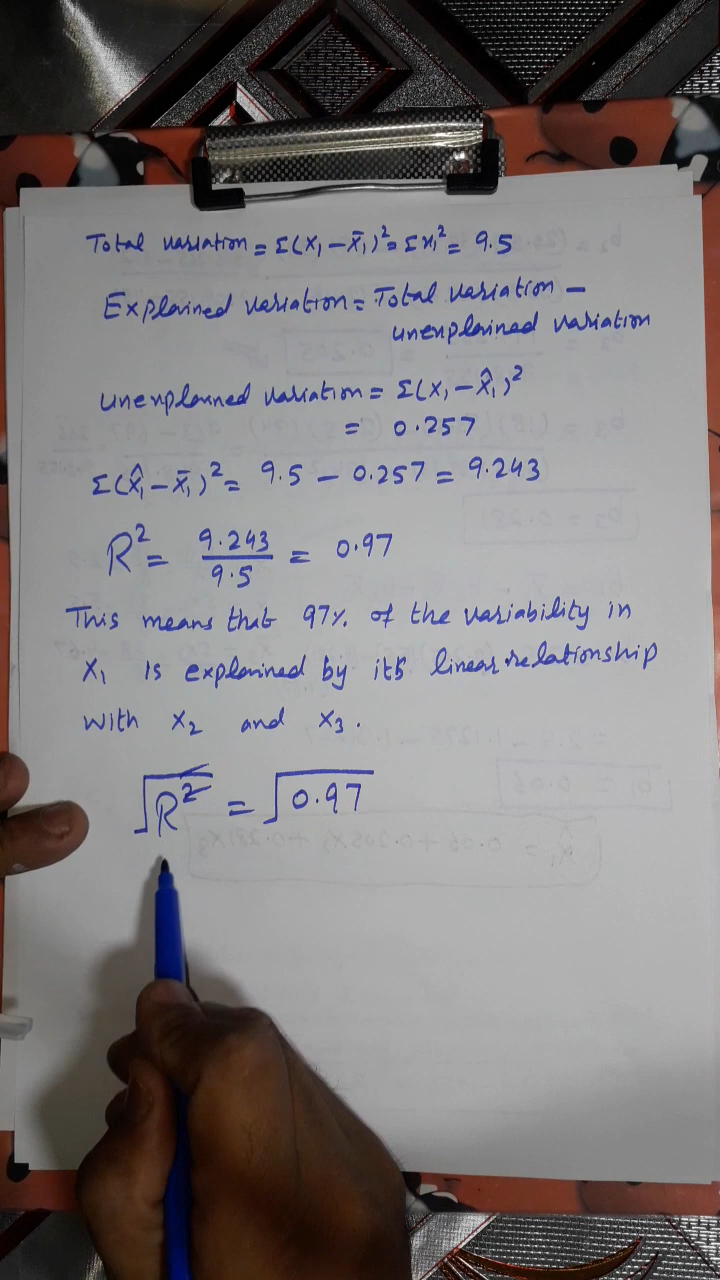 Total variation = Σ(X₁ − X̄₁)² = Σx₁² = 9.5
Explained variation = Total variation −
unexplained variation
unexplained variation = Σ(X₁ − X̂₁)²
= 0.257
Σ(X̂₁ − X̄₁)² = 9.5 − 0.257 = 9.243
R² = 9.243/9.5 = 0.97
This means that 97% of the variability in
X₁ is explained by its linear relationship
with X₂ and X₃.
√R² = √0.97